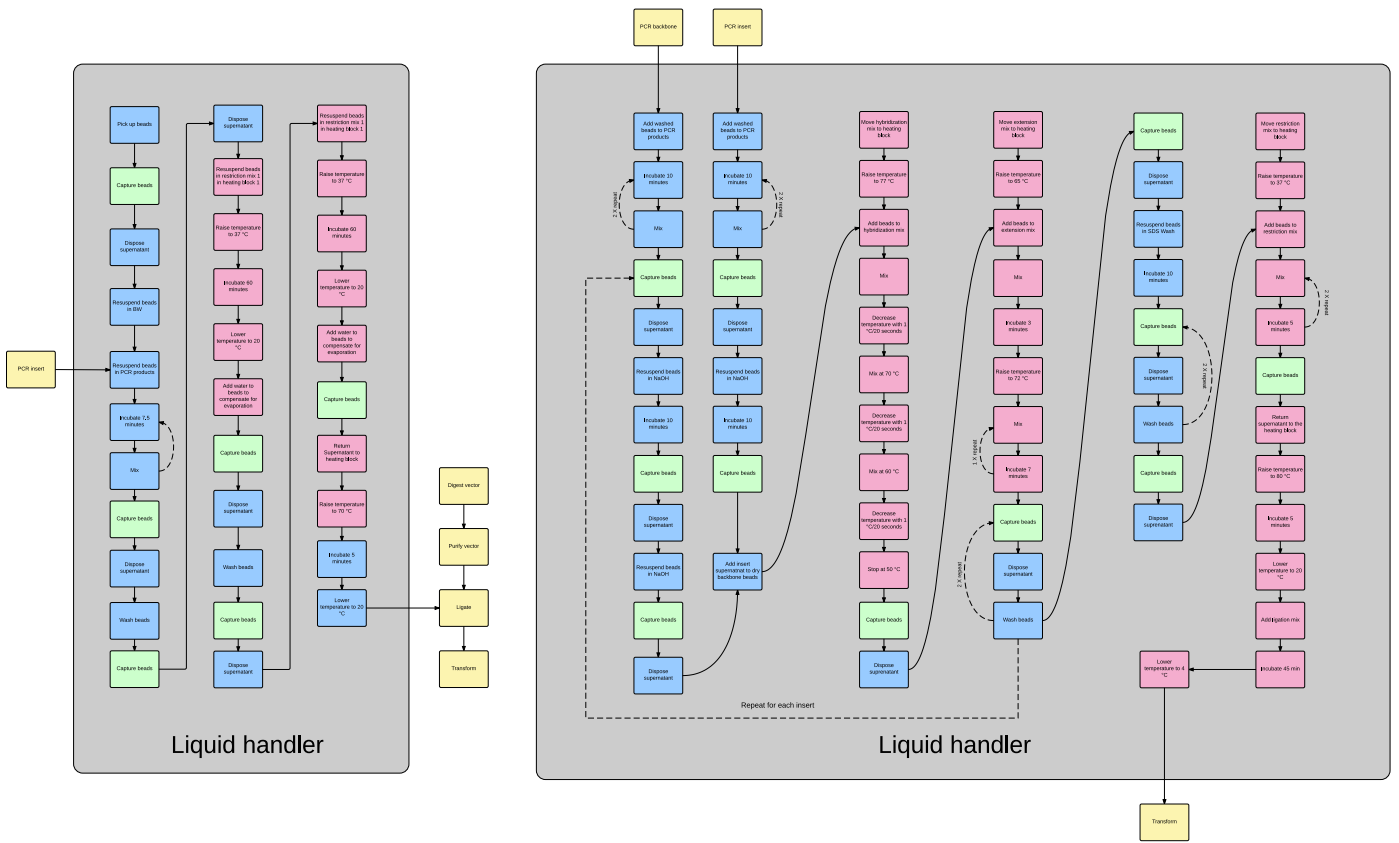 PCR insert
Pick up beads
Capture beads
Dispose
supernatant
Resuspend beads
in BW
Resuspend beads
in PCR products
Incubate 7,5
minutes
Mix
Capture beads
Dispose
supernatant
Wash beads
Capture beads
Dispose
supernatant
Resuspend beads
in restriction mix 1
in heating block 1
Raise temperature
to 37 °C
Incubate 60
minutes
Lower
temperature to 20
°C
Add water to
beads to
compensate for
evaporation
Capture beads
Dispose
supernatant
Wash beads
Capture beads
Dispose
supernatant
Resuspend beads
in restriction mix 1
in heating block 1
Raise temperature
to 37 °C
Incubate 60
minutes
Lower
temperature to 20
°C
Add water to
beads to
compensate for
evaporation
Capture beads
Return
Supernatant to
heating block
Raise temperature
to 70 °C
Incubate 5
minutes
Lower
temperature to 20
°C
Liquid handler
Digest vector
Purify vector
Ligate
Transform
PCR backbone
PCR insert
Add washed
beads to PCR
products
Incubate 10
minutes
2 X repeat
Mix
Capture beads
Dispose
supernatant
Resuspend beads
in NaOH
Incubate 10
minutes
Capture beads
Dispose
supernatant
Resuspend beads
in NaOH
Capture beads
Dispose
supernatant
Add washed
beads to PCR
products
Incubate 10
minutes
2 X repeat
Mix
Capture beads
Dispose
supernatant
Resuspend beads
in NaOH
Incubate 10
minutes
Capture beads
Add insert
supernatnat to dry
backbone beads
Move hybridization
mix to heating
block
Raise temperature
to 77 °C
Add beads to
hybridization mix
Mix
Decrease
temperature with 1
°C/20 seconds
Mix at 70 °C
Decrease
temperature with 1
°C/20 seconds
Mix at 60 °C
Decrease
temperature with 1
°C/20 seconds
Stop at 50 °C
Capture beads
Dispose
suprenatant
Move extension
mix to heating
block
Raise temperature
to 65 °C
Add beads to
extension mix
Mix
Incubate 3
minutes
Raise temperature
to 72 °C
Mix
1 X repeat
Incubate 7
minutes
Capture beads
2 X repeat
Dispose
supernatant
Wash beads
Repeat for each insert
Capture beads
Dispose
supernatant
Resuspend beads
in SDS Wash
Incubate 10
minutes
Capture beads
Dispose
supernatant
2 X repeat
Wash beads
Capture beads
Dispose
suprenatant
Move restriction
mix to heating
block
Raise temperature
to 37 °C
Add beads to
restriction mix
Mix
2 X repeat
Incubate 5
minutes
Capture beads
Return
supernatant to the
heating block
Raise temperature
to 80 °C
Incubate 5
minutes
Lower
temperature to 20
°C
Add ligation mix
Incubate 45 min
Lower
temperature to 4
°C
Liquid handler
Transform